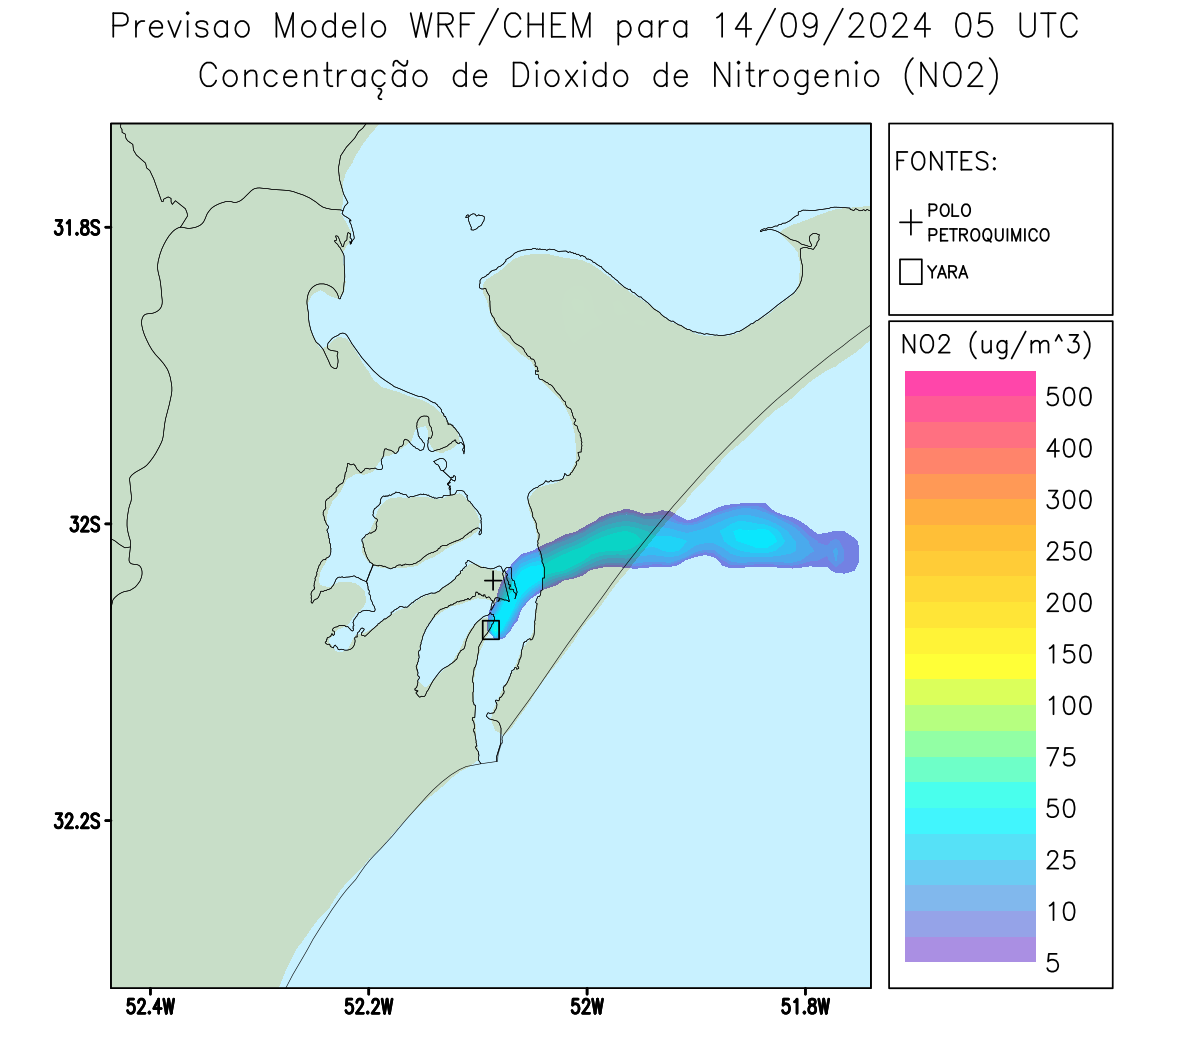 Previsao Modelo WRF/CHEM para 14/09/2024 05 UTC
Concentração de Dioxido de Nitrogenio (NO2)
FONTES:
POLO
PETROQUIMICO
YARA
NO2 (ug/m^3)
500
400
300
250
200
150
100
75
50
25
10
5
31.8S
32S
32.2S
52.4W
52.2W
52W
51.8W